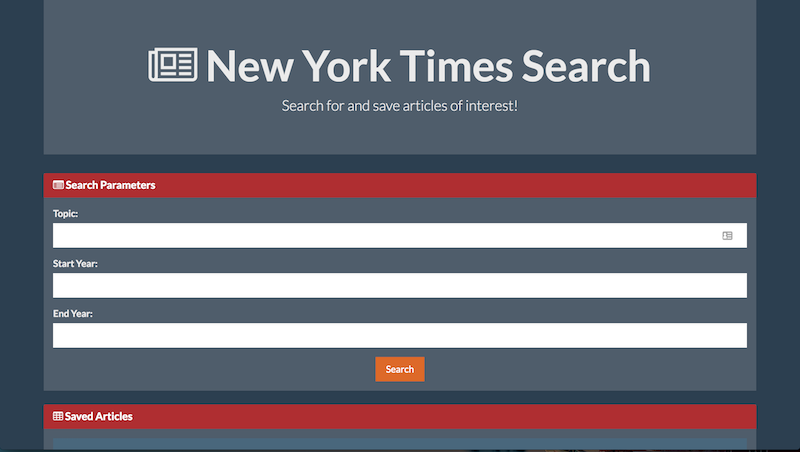 New York Times Search
Search for and save articles of interest!
Search Parameters
Topic:
Start Year:
End Year:
Search
Saved Articles